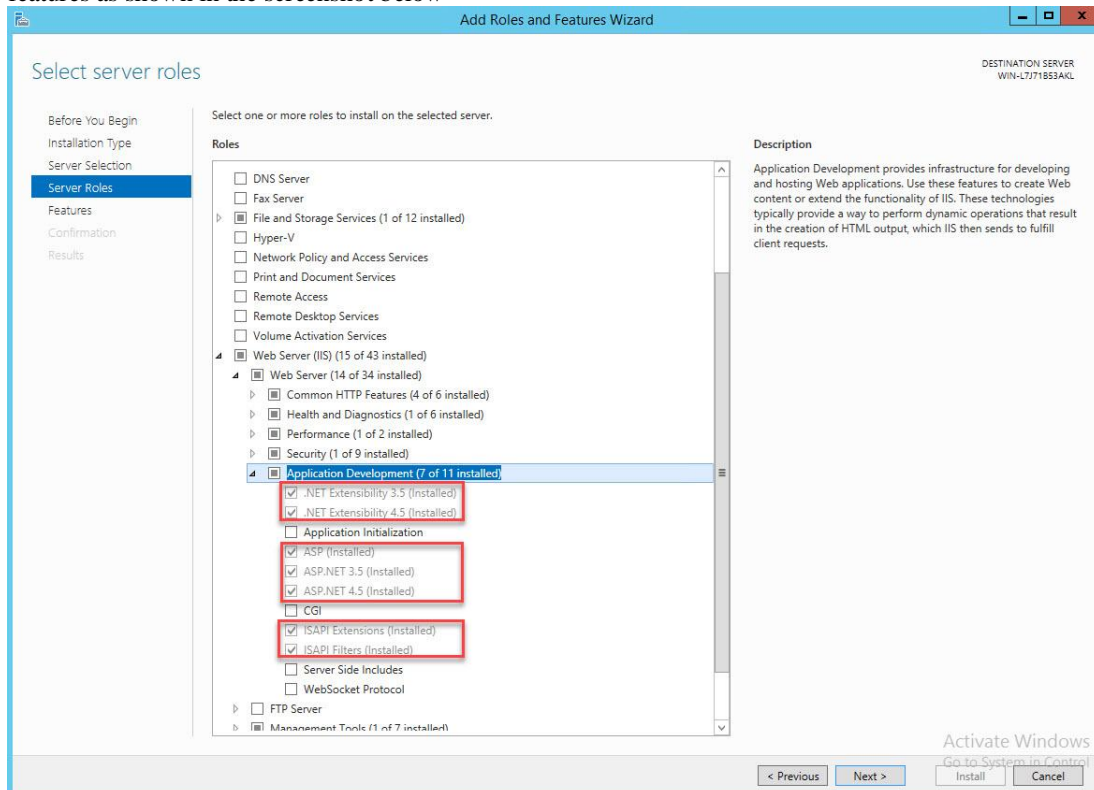 features as shown in the screenshot below
Add Roles and Features Wizard
Select server roles
DESTINATION SERVER
WIN-L7J71B53AKL
Before You Begin
Installation Type
Server Selection
Server Roles
Features
Confirmation
Results
Select one or more roles to install on the selected server.
Roles
DNS Server
Fax Server
File and Storage Services (1 of 12 installed)
Hyper-V
Network Policy and Access Services
Print and Document Services
Remote Access
Remote Desktop Services
Volume Activation Services
Web Server (IIS) (15 of 43 installed)
Web Server (14 of 34 installed)
Common HTTP Features (4 of 6 installed)
Health and Diagnostics (1 of 6 installed)
Performance (1 of 2 installed)
Security (1 of 9 installed)
Application Development (7 of 11 installed)
.NET Extensibility 3.5 (Installed)
.NET Extensibility 4.5 (Installed)
Application Initialization
ASP (Installed)
ASP.NET 3.5 (Installed)
ASP.NET 4.5 (Installed)
CGI
ISAPI Extensions (Installed)
ISAPI Filters (Installed)
Server Side Includes
WebSocket Protocol
FTP Server
Management Tools (1 of 7 installed)
Description
Application Development provides infrastructure for developing
and hosting Web applications. Use these features to create Web
content or extend the functionality of IIS. These technologies
typically provide a way to perform dynamic operations that result
in the creation of HTML output, which IIS then sends to fulfill
client requests.
Activate Windows
Go to System in Control
< Previous Next > Install Cancel